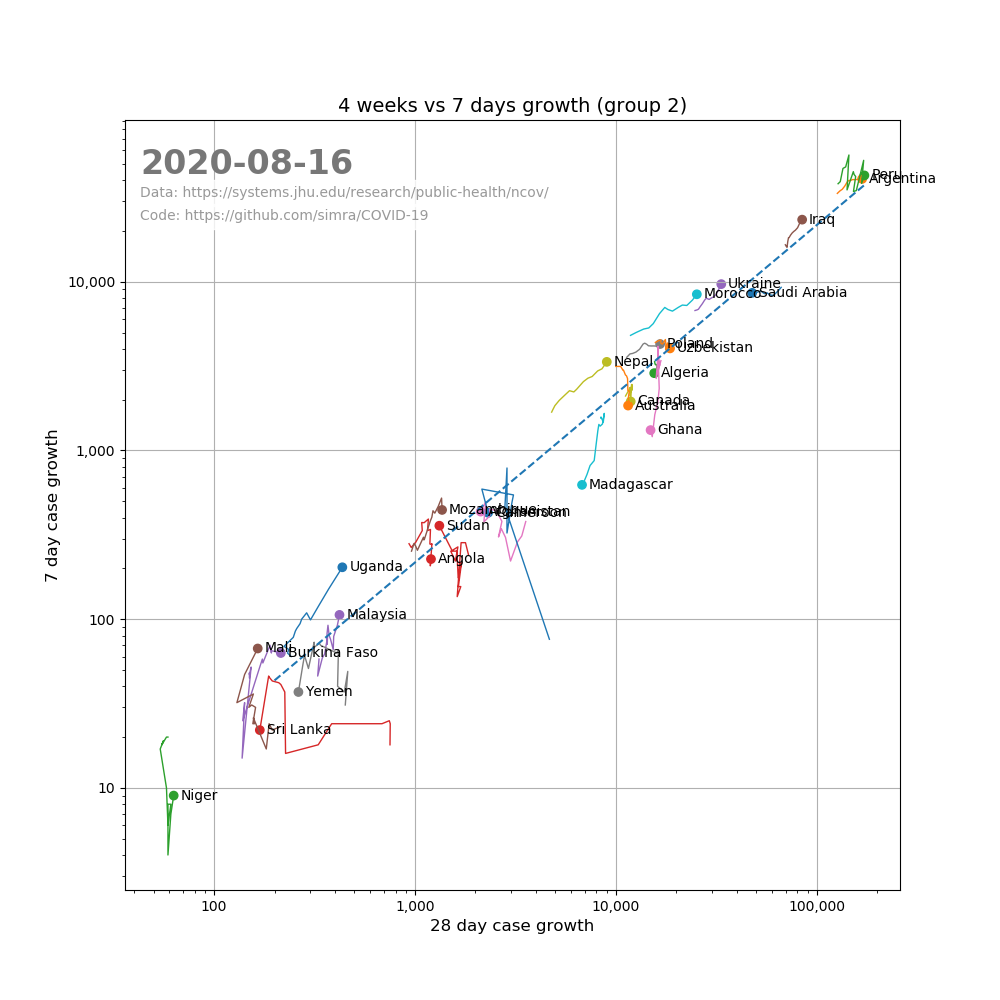 4 weeks vs 7 days growth (group 2)
2020-08-16
Data: https://systems.jhu.edu/research/public-health/ncov/
Code: https://github.com/simra/COVID-19
Peru
Argentina
Iraq
10,000
Ukraine
Morocco
Saudi Arabia
Poland
Uzbekistan
Nepal
Algeria
Canada
Australia
Ghana
1,000
Madagascar
Mozambique
Afghanistan
Cameroon
Sudan
Angola
Uganda
100
Malaysia
Mali
Burkina Faso
Yemen
Sri Lanka
10
Niger
7 day case growth
100
1,000
10,000
100,000
28 day case growth